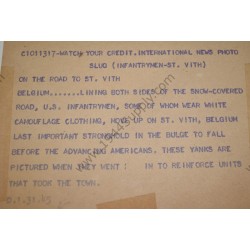 C1011317-WATCH YOUR CREDIT.INTERNATIONAL NEWS PHOTO
SLUG (INFANTRYMEN-ST. VITH)
ON THE ROAD TO ST. VITH
BELGIUM.......LINING BOTH SIDES OF THE SNOW-COVERED
ROAD, U.S. INFANTRYMEN, SOME OF WHOM WEAR WHITE
CAMOUFLAGE CLOTHING, MOVE UP ON ST. VITH, BELGIUM
LAST IMPORTANT STRONGHOLD IN THE BULGE TO FALL
BEFORE THE ADVANCING AMERICANS. THESE YANKS ARE
PICTURED WHEN THEY WENT IN TO REINFORCE UNITS
THAT TOOK THE TOWN.